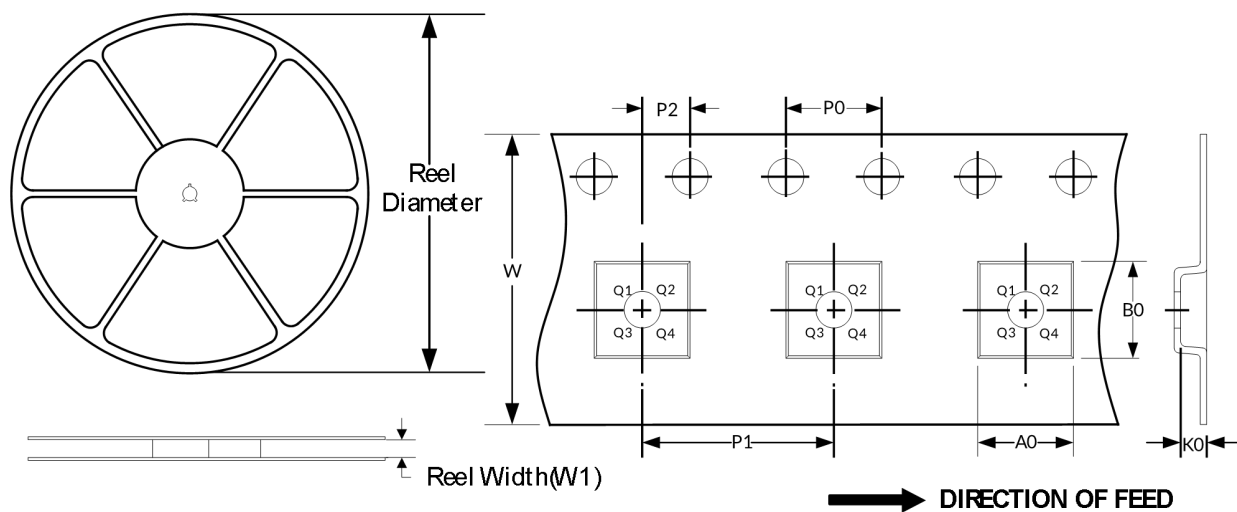 P2
P0
Reel
Diameter
W
Q1 Q2
Q3 Q4
Q1 Q2
Q3 Q4
Q1 Q2
Q3 Q4
B0
P1
A0
K0
Reel Width(W1)
DIRECTION OF FEED